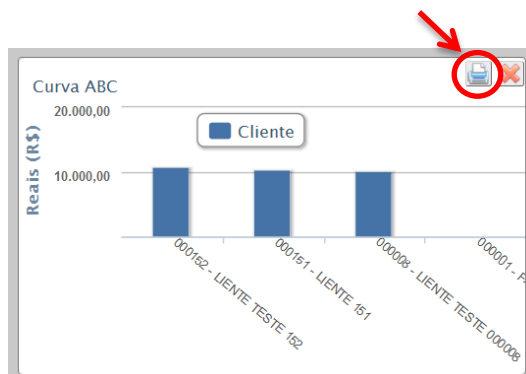 Curva ABC
20.000,00
Cliente
Reais (R$)
10.000,00
000152 - LIENTE TESTE 152
000151 - LIENTE 151
000008 - LIENTE TESTE 000008
000001 -